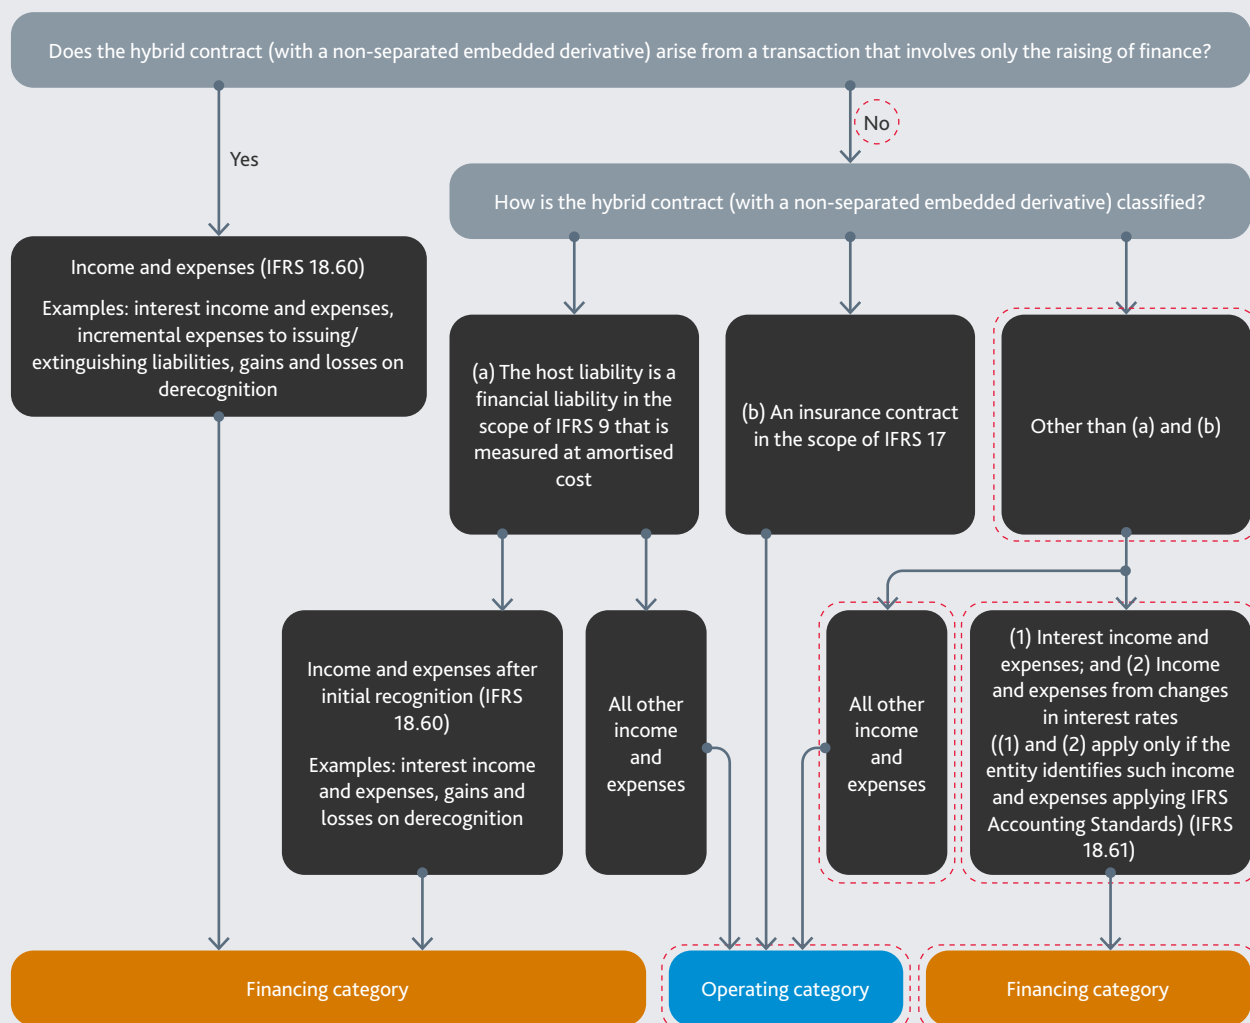 Does the hybrid contract (with a non-separated embedded derivative) arise from a transaction that involves only the raising of finance?
No
Yes
How is the hybrid contract (with a non-separated embedded derivative) classified?
Income and expenses (IFRS 18.60)
Examples: interest income and expenses,
incremental expenses to issuing/
extinguishing liabilities, gains and losses on
derecognition
(a) The host liability is a
financial liability in the
scope of IFRS 9 that is
measured at amortised
cost
(b) An insurance contract
in the scope of IFRS 17
Other than (a) and (b)
Income and expenses after
initial recognition (IFRS
18.60)
Examples: interest income
and expenses, gains and
losses on derecognition
All other
income
and
expenses
All other
income
and
expenses
(1) Interest income and
expenses; and (2) Income
and expenses from changes
in interest rates
((1) and (2) apply only if the
entity identifies such income
and expenses applying IFRS
Accounting Standards) (IFRS
18.61)
Financing category
Operating category
Financing category